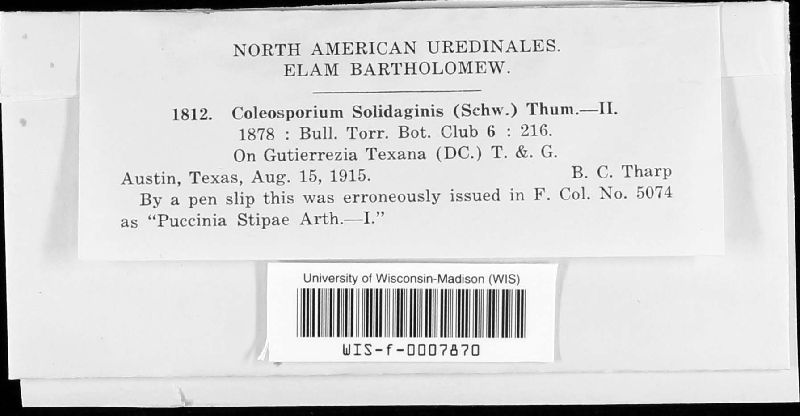 NORTH AMERICAN UREDINALES.
ELAM BARTHOLOMEW.
1812. Coleosporium Solidaginis (Schw.) Thum.—II.
1878 : Bull. Torr. Bot. Club 6 : 216.
On Gutierrezia Texana (DC.) T. &. G.
Austin, Texas, Aug. 15, 1915. B. C. Tharp
By a pen slip this was erroneously issued in F. Col. No. 5074
as "Puccinia Stipae Arth.—I."
University of Wisconsin-Madison (WIS)
WIS-f-0007870